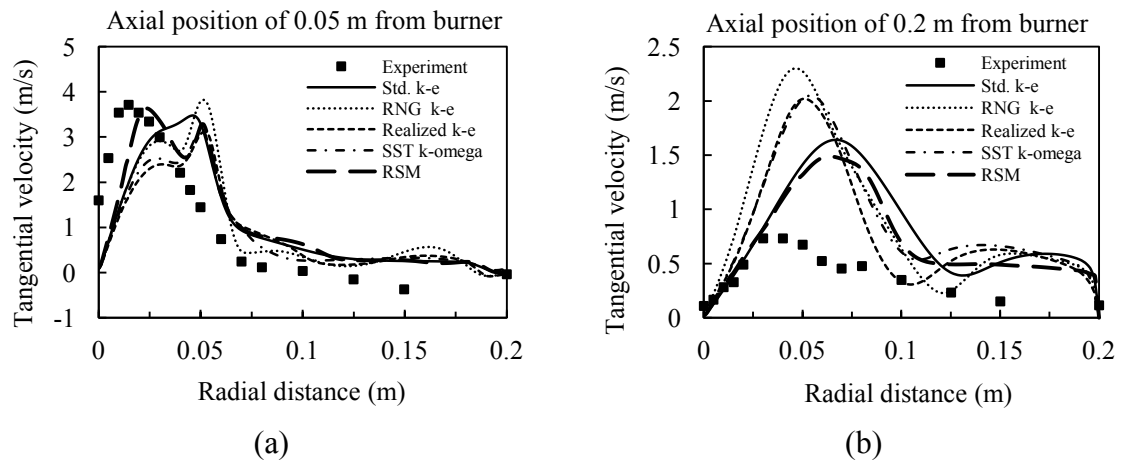 Axial position of 0.05 m from burner
Tangential velocity (m/s)
5
4
3
2
1
0
-1
Experiment
Std. k-e
RNG k-e
Realized k-e
SST k-omega
RSM
0
0.05
0.1
0.15
0.2
Radial distance (m)
(a)
Axial position of 0.2 m from burner
Tangential velocity (m/s)
2.5
2
1.5
1
0.5
0
Experiment
Std. k-e
RNG k-e
Realized k-e
SST k-omega
RSM
0
0.05
0.1
0.15
0.2
Radial distance (m)
(b)